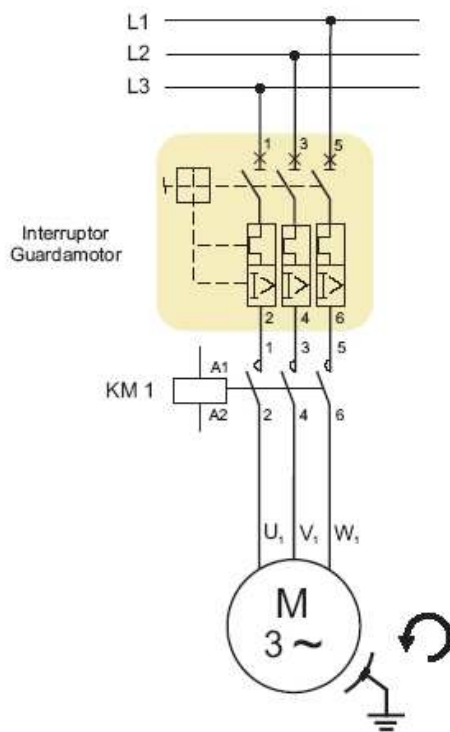 L1
L2
L3
1 3 5
Interruptor
Guardamotor
2 4 6
1 3 5
A1
KM 1
A2
2 4 6
U₁ V₁ W₁
M
3 ~